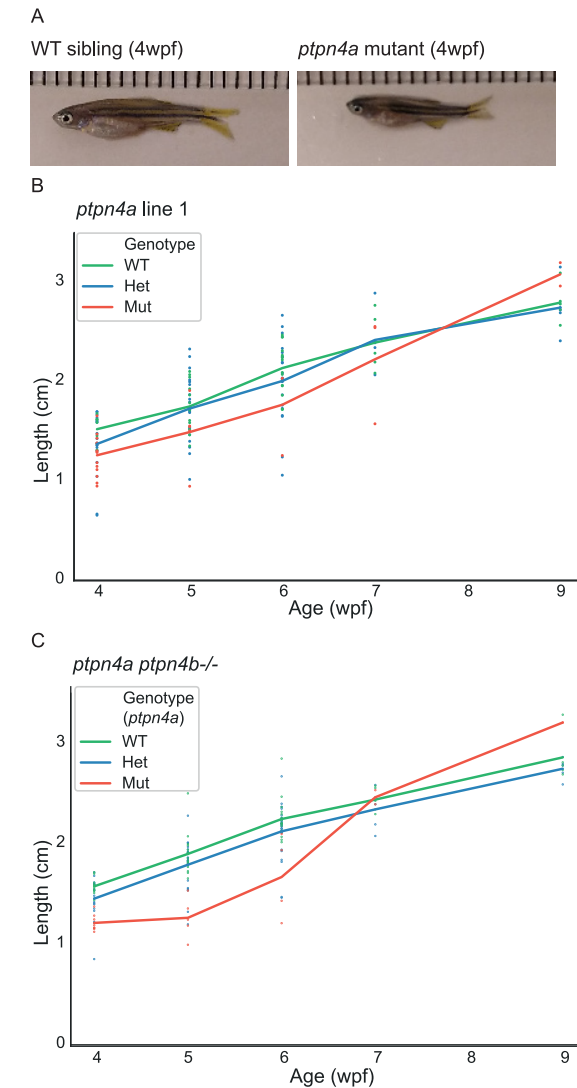 A
WT sibling (4wpf)
ptpn4a mutant (4wpf)
B
ptpn4a line 1
Genotype
WT
Het
Mut
3
2
1
0
Length (cm)
4 5 6 7 8 9
Age (wpf)
C
ptpn4a ptpn4b-/-
Genotype
(ptpn4a)
WT
Het
Mut
3
2
1
0
Length (cm)
4 5 6 7 8 9
Age (wpf)